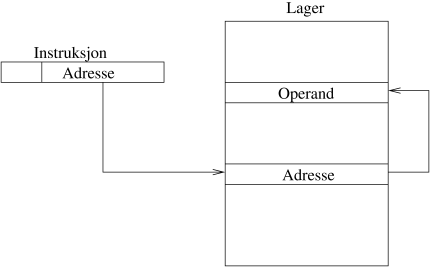 Lager
Instruksjon
Adresse
Operand
Adresse